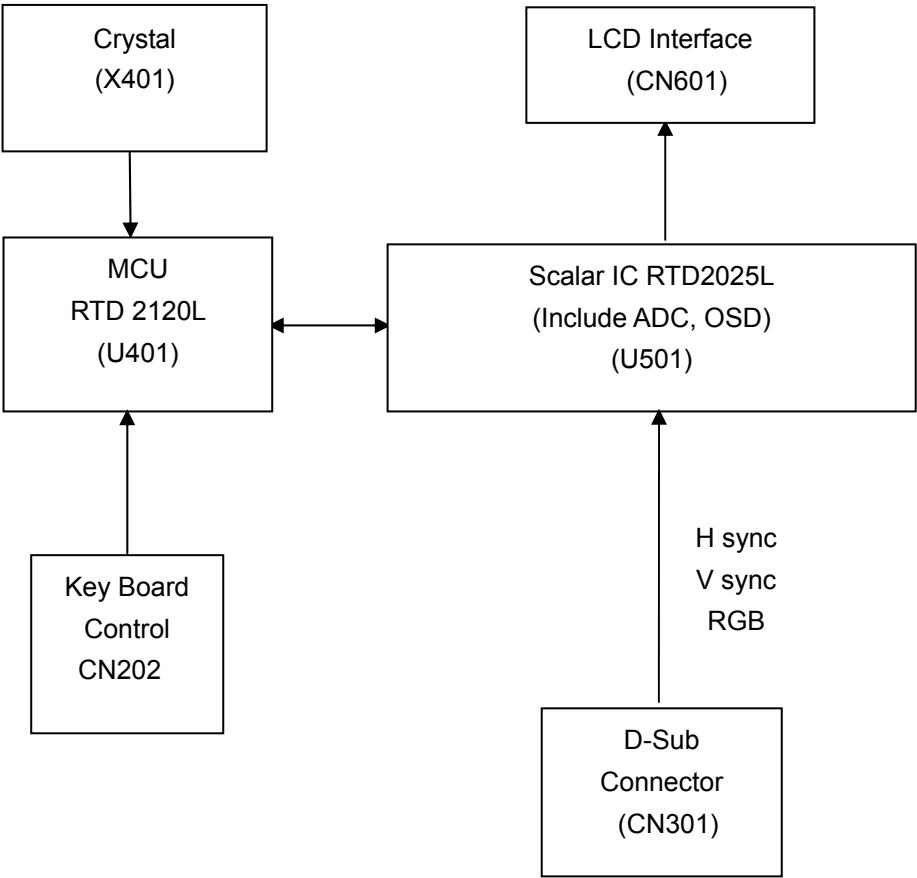 Crystal
(X401)
LCD Interface
(CN601)
MCU
RTD 2120L
(U401)
Scalar IC RTD2025L
(Include ADC, OSD)
(U501)
H sync
V sync
RGB
Key Board
Control
CN202
D-Sub
Connector
(CN301)